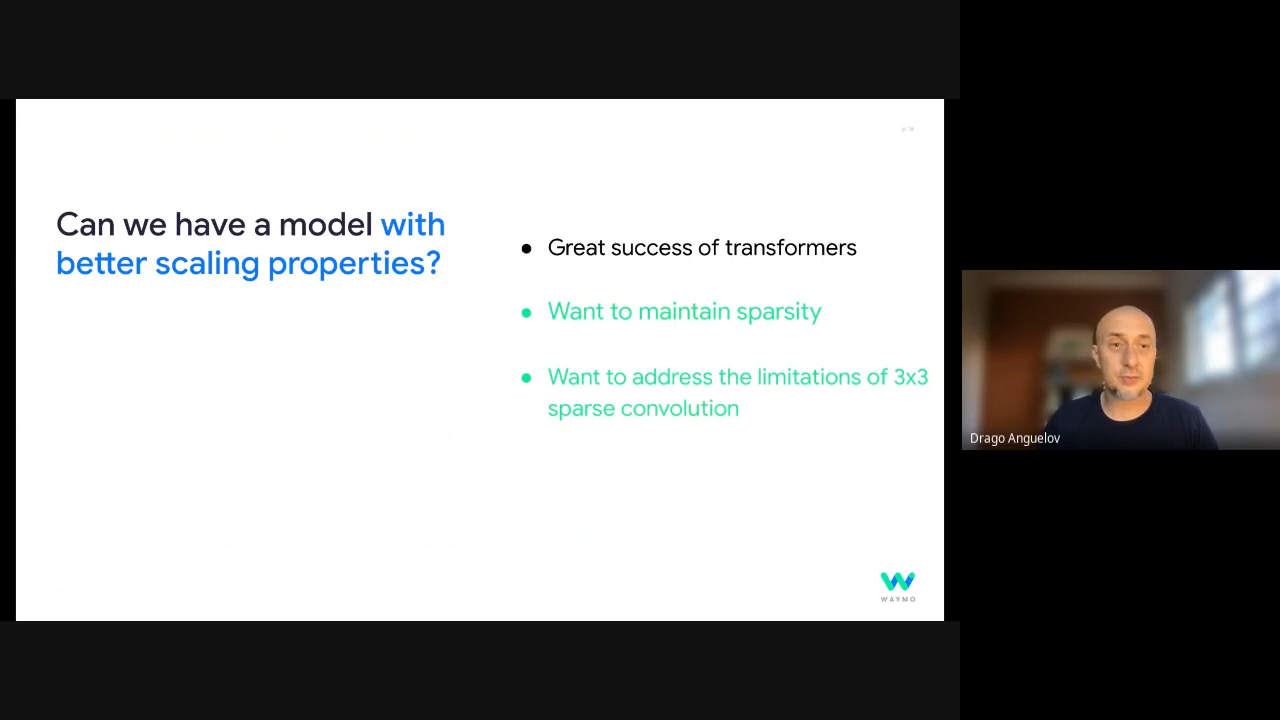 Can we have a model with
better scaling properties?
● Great success of transformers
● Want to maintain sparsity
● Want to address the limitations of 3x3
sparse convolution
WAYMO
Drago Anguelov